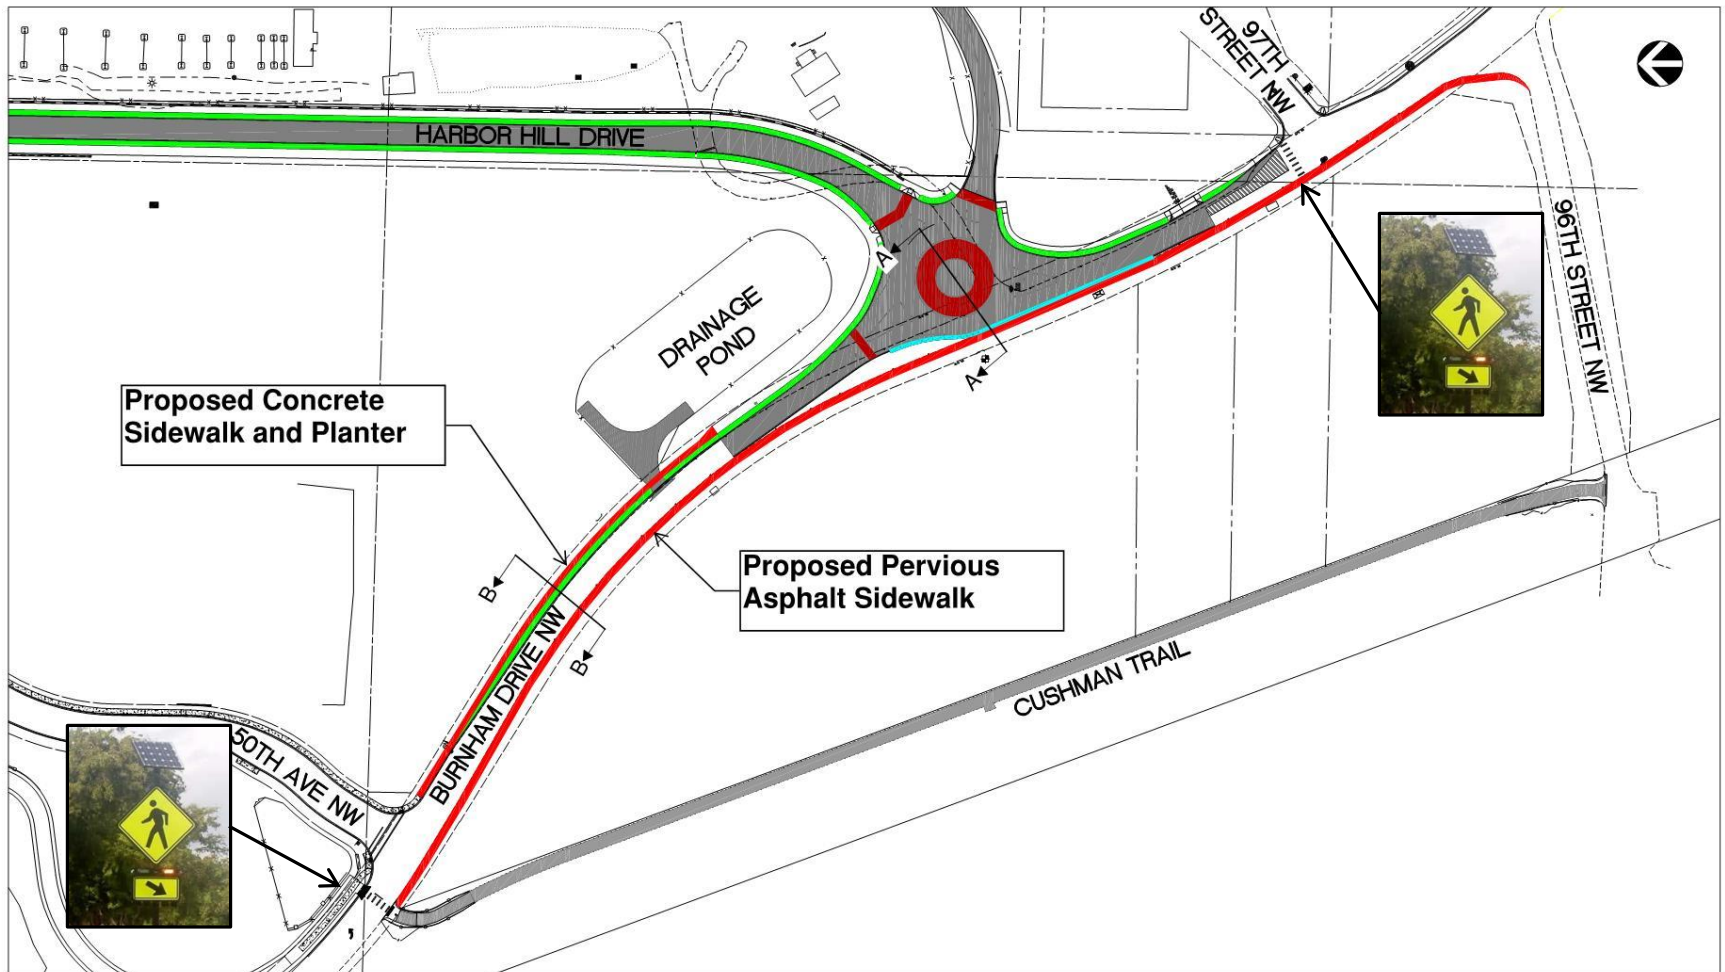 97TH
STREET NW
HARBOR HILL DRIVE
96TH STREET NW
A
DRAINAGE
POND
A
Proposed Concrete
Sidewalk and Planter
Proposed Pervious
Asphalt Sidewalk
B
B
BURNHAM DRIVE NW
CUSHMAN TRAIL
50TH AVE NW